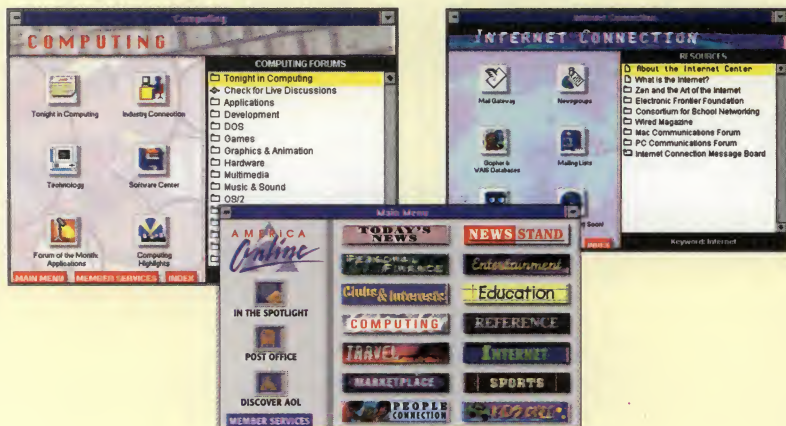 Computing
COMPUTING
COMPUTING FORUMS
Tonight in Computing
Check for Live Discussions
Applications
Development
DOS
Games
Graphics & Animation
Hardware
Multimedia
Music & Sound
OS/2
Tonight in Computing
Industry Connection
Technology
Software Center
Forum of the Month:
Applications
Computing
Highlights
MAIN MENU
MEMBER SERVICES
INDEX
Internet Connection
INTERNET CONNECTION
RESOURCES
About the Internet Center
What is the Internet?
Zen and the Art of the Internet
Electronic Frontier Foundation
Consortium for School Networking
Wired Magazine
Mac Communications Forum
PC Communications Forum
Internet Connection Message Board
Mail Gateway
Newsgroups
Gopher &
WAIS Databases
Mailing Lists
Soon!
INDEX
Keyword: Internet
Main Menu
AMERICA
Online
IN THE SPOTLIGHT
POST OFFICE
DISCOVER AOL
MEMBER SERVICES
TODAY'S
NEWS
NEWSSTAND
PERSONAL
FINANCE
Entertainment
Clubs & Interests
Education
COMPUTING
REFERENCE
TRAVEL
INTERNET
MARKETPLACE
SPORTS
PEOPLE
CONNECTION
KIDS ONLY